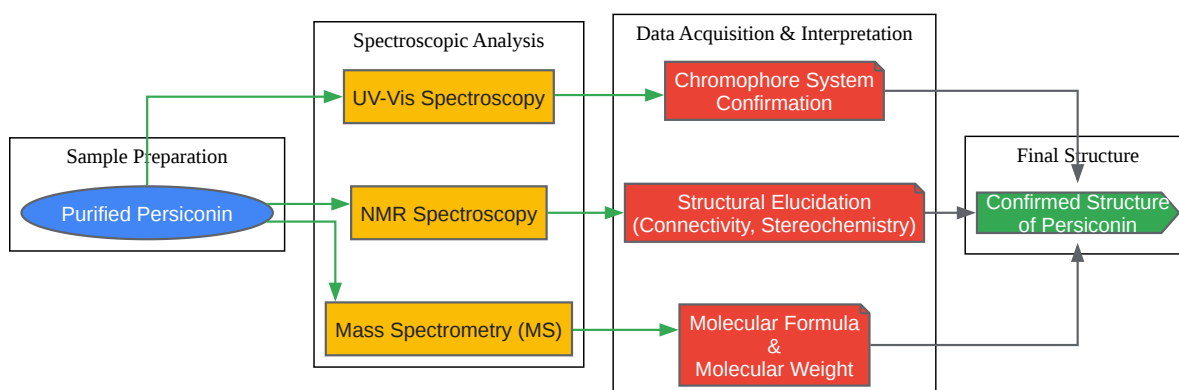 Sample Preparation
Purified Persiconin
Spectroscopic Analysis
UV-Vis Spectroscopy
NMR Spectroscopy
Mass Spectrometry (MS)
Data Acquisition & Interpretation
Chromophore System
Confirmation
Structural Elucidation
(Connectivity, Stereochemistry)
Molecular Formula
&
Molecular Weight
Final Structure
Confirmed Structure
of Persiconin